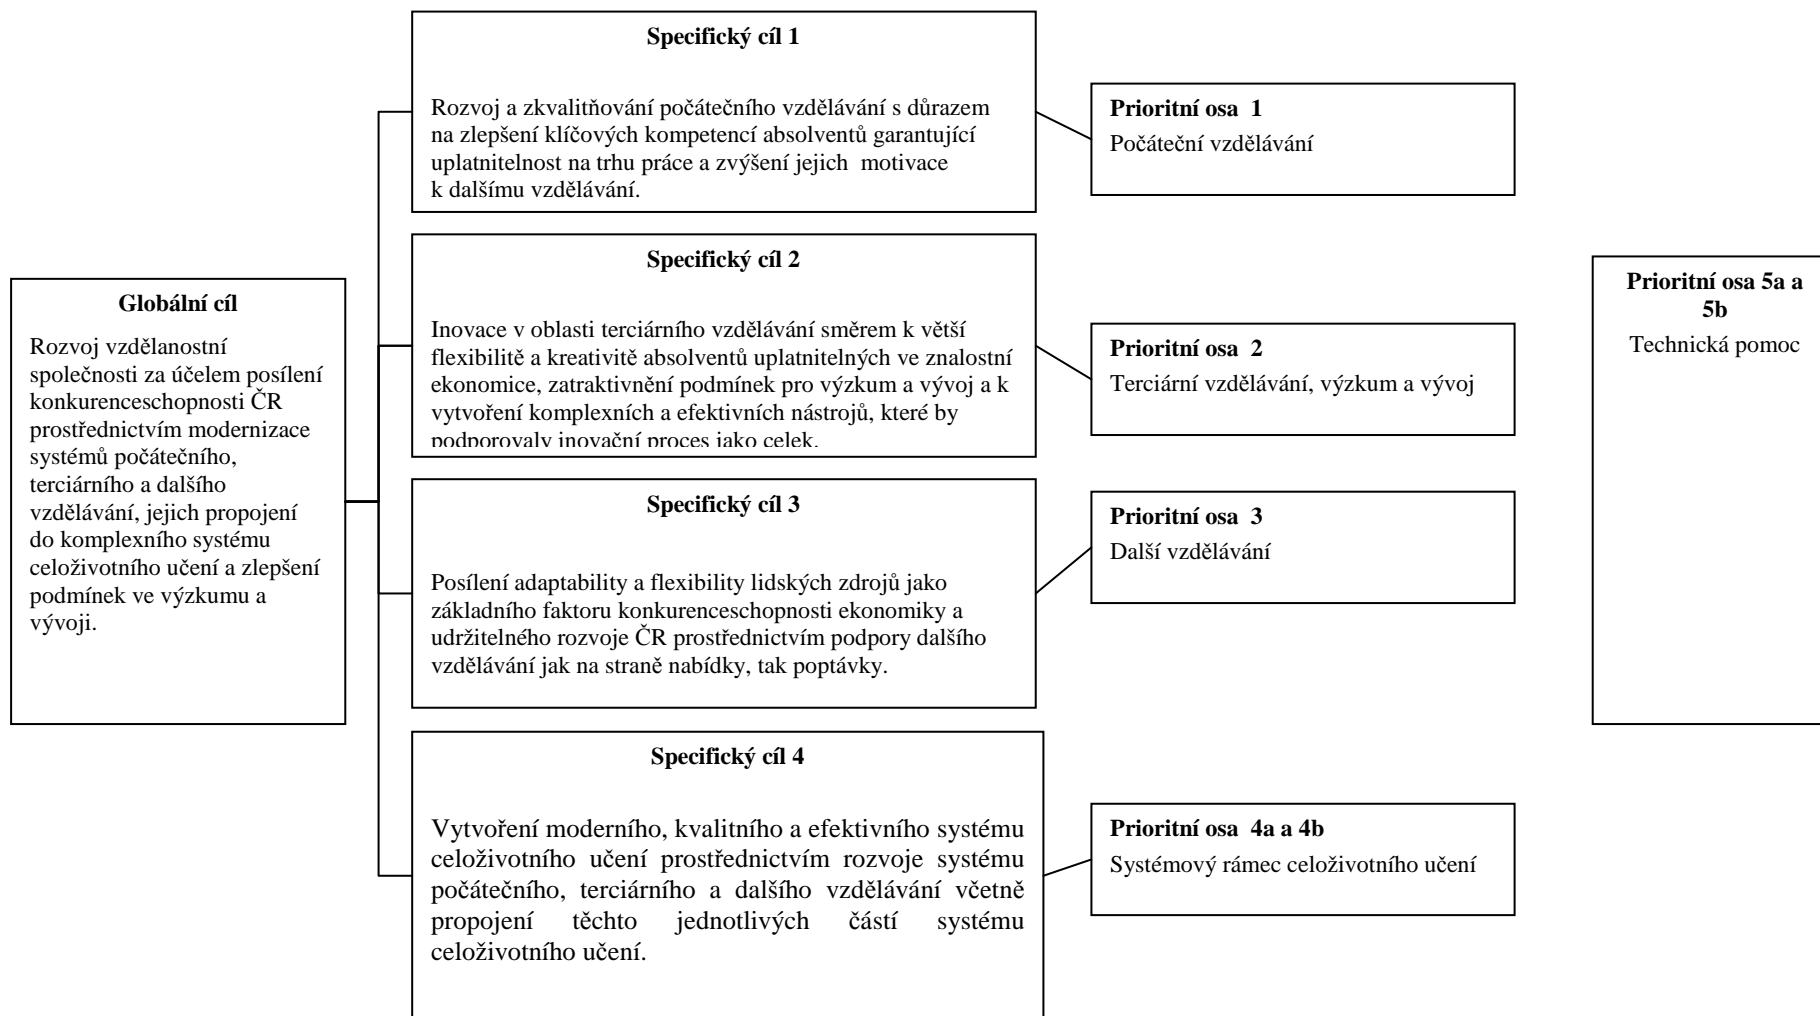 Globální cíl
Rozvoj vzdělanostní
společnosti za účelem posílení
konkurenceschopnosti ČR
prostřednictvím modernizace
systémů počátečního,
terciárního a dalšího
vzdělávání, jejich propojení
do komplexního systému
celoživotního učení a zlepšení
podmínek ve výzkumu a
vývoji.
Specifický cíl 1
Rozvoj a zkvalitňování počátečního vzdělávání s důrazem
na zlepšení klíčových kompetencí absolventů garantující
uplatnitelnost na trhu práce a zvýšení jejich motivace
k dalšímu vzdělávání.
Prioritní osa 1
Počáteční vzdělávání
Specifický cíl 2
Inovace v oblasti terciárního vzdělávání směrem k větší
flexibilitě a kreativitě absolventů uplatnitelných ve znalostní
ekonomice, zatraktivnění podmínek pro výzkum a vývoj a k
vytvoření komplexních a efektivních nástrojů, které by
podporovaly inovační proces jako celek.
Prioritní osa 2
Terciární vzdělávání, výzkum a vývoj
Specifický cíl 3
Posílení adaptability a flexibility lidských zdrojů jako
základního faktoru konkurenceschopnosti ekonomiky a
udržitelného rozvoje ČR prostřednictvím podpory dalšího
vzdělávání jak na straně nabídky, tak poptávky.
Prioritní osa 3
Další vzdělávání
Specifický cíl 4
Vytvoření moderního, kvalitního a efektivního systému
celoživotního učení prostřednictvím rozvoje systému
počátečního, terciárního a dalšího vzdělávání včetně
propojení těchto jednotlivých částí systému
celoživotního učení.
Prioritní osa 4a a 4b
Systémový rámec celoživotního učení
Prioritní osa 5a a
5b
Technická pomoc